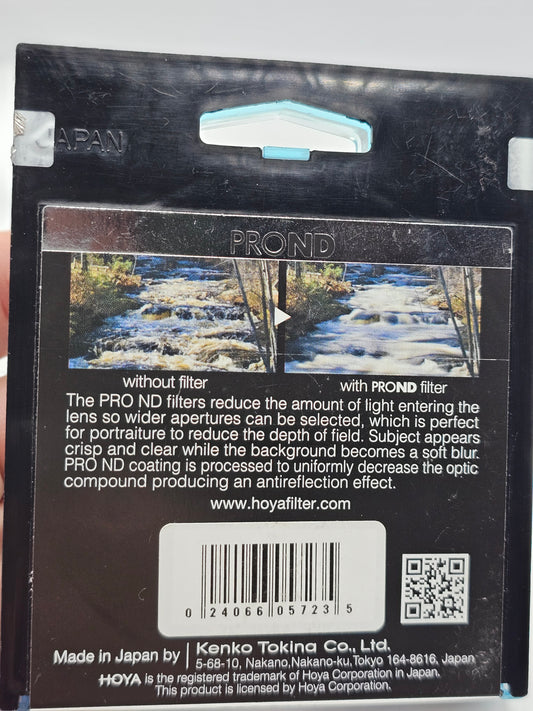 JAPAN
PROND
without filter
with PROND filter
The PRO ND filters reduce the amount of light entering the
lens so wider apertures can be selected, which is perfect
for portraiture to reduce the depth of field. Subject appears
crisp and clear while the background becomes a soft blur.
PRO ND coating is processed to uniformly decrease the optic
compound producing an antireflection effect.
www.hoyafilter.com
0 24066 05723 5
Made in Japan by Kenko Tokina Co., Ltd.
5-68-10, Nakano,Nakano-ku,Tokyo 164-8616, Japan
HOYA is the registered trademark of Hoya Corporation in Japan.
This product is licensed by Hoya Corporation.